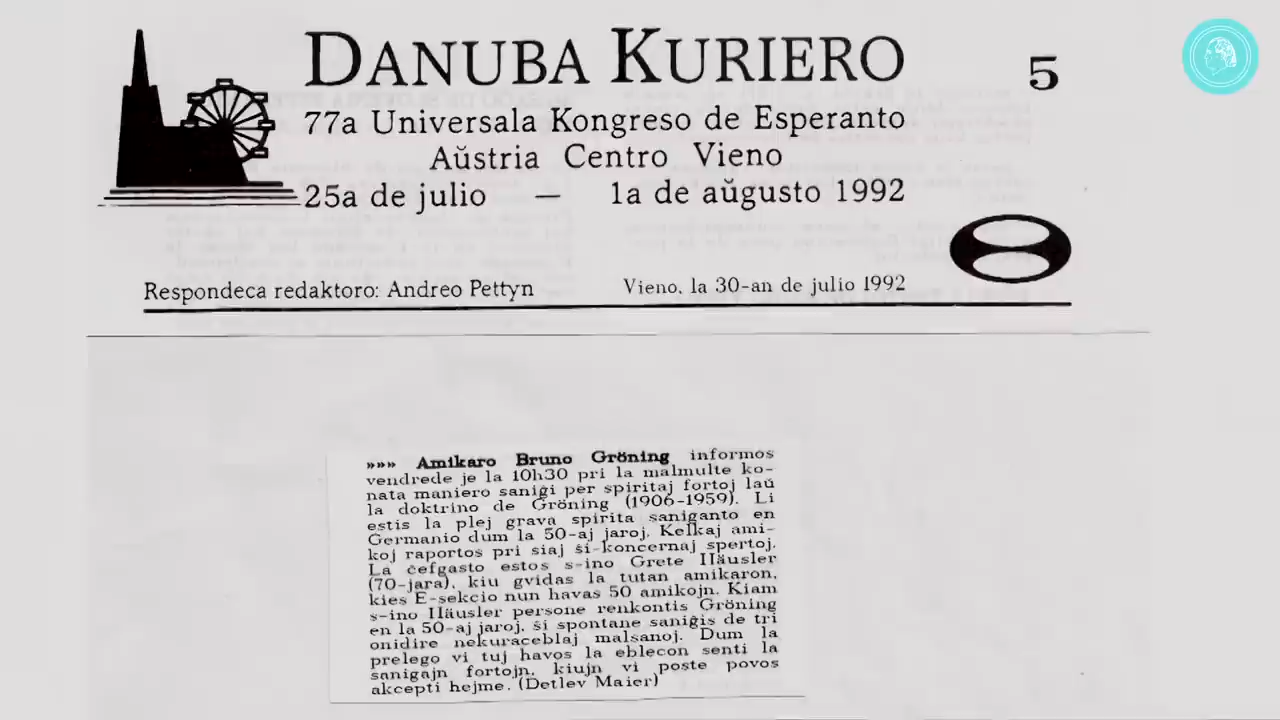 DANUBA KURIERO
5
77a Universala Kongreso de Esperanto
Aŭstria Centro Vieno
25a de julio — 1a de aŭgusto 1992
Respondeca redaktoro: Andreo Pettyn
Vieno, la 30-an de julio 1992
»»» Amikaro Bruno Gröning informos
vendrede je la 10h30 pri la malmulte ko-
nata maniero saniĝi per spiritaj fortoj laŭ
la doktrino de Gröning (1906-1959). Li
estis la plej grava spirita saniganto en
Germanio dum la 50-aj jaroj. Kelkaj ami-
koj raportos pri siaj ŝi-koncernaj spertoj.
La ĉefgasto estos s-ino Grete Häusler
(70-jara), kiu gvidas la tutan amikaron,
kies E-sekcio nun havas 50 amikojn. Kiam
s-ino Häusler persone renkontis Gröning
en la 50-aj jaroj, ŝi spontane saniĝis de tri
onidire nekuraceblaj malsanoj. Dum la
prelego vi tuj havos la eblecon senti la
sanigajn fortojn, kiujn vi poste povos
akcepti hejme. (Detlev Maier)